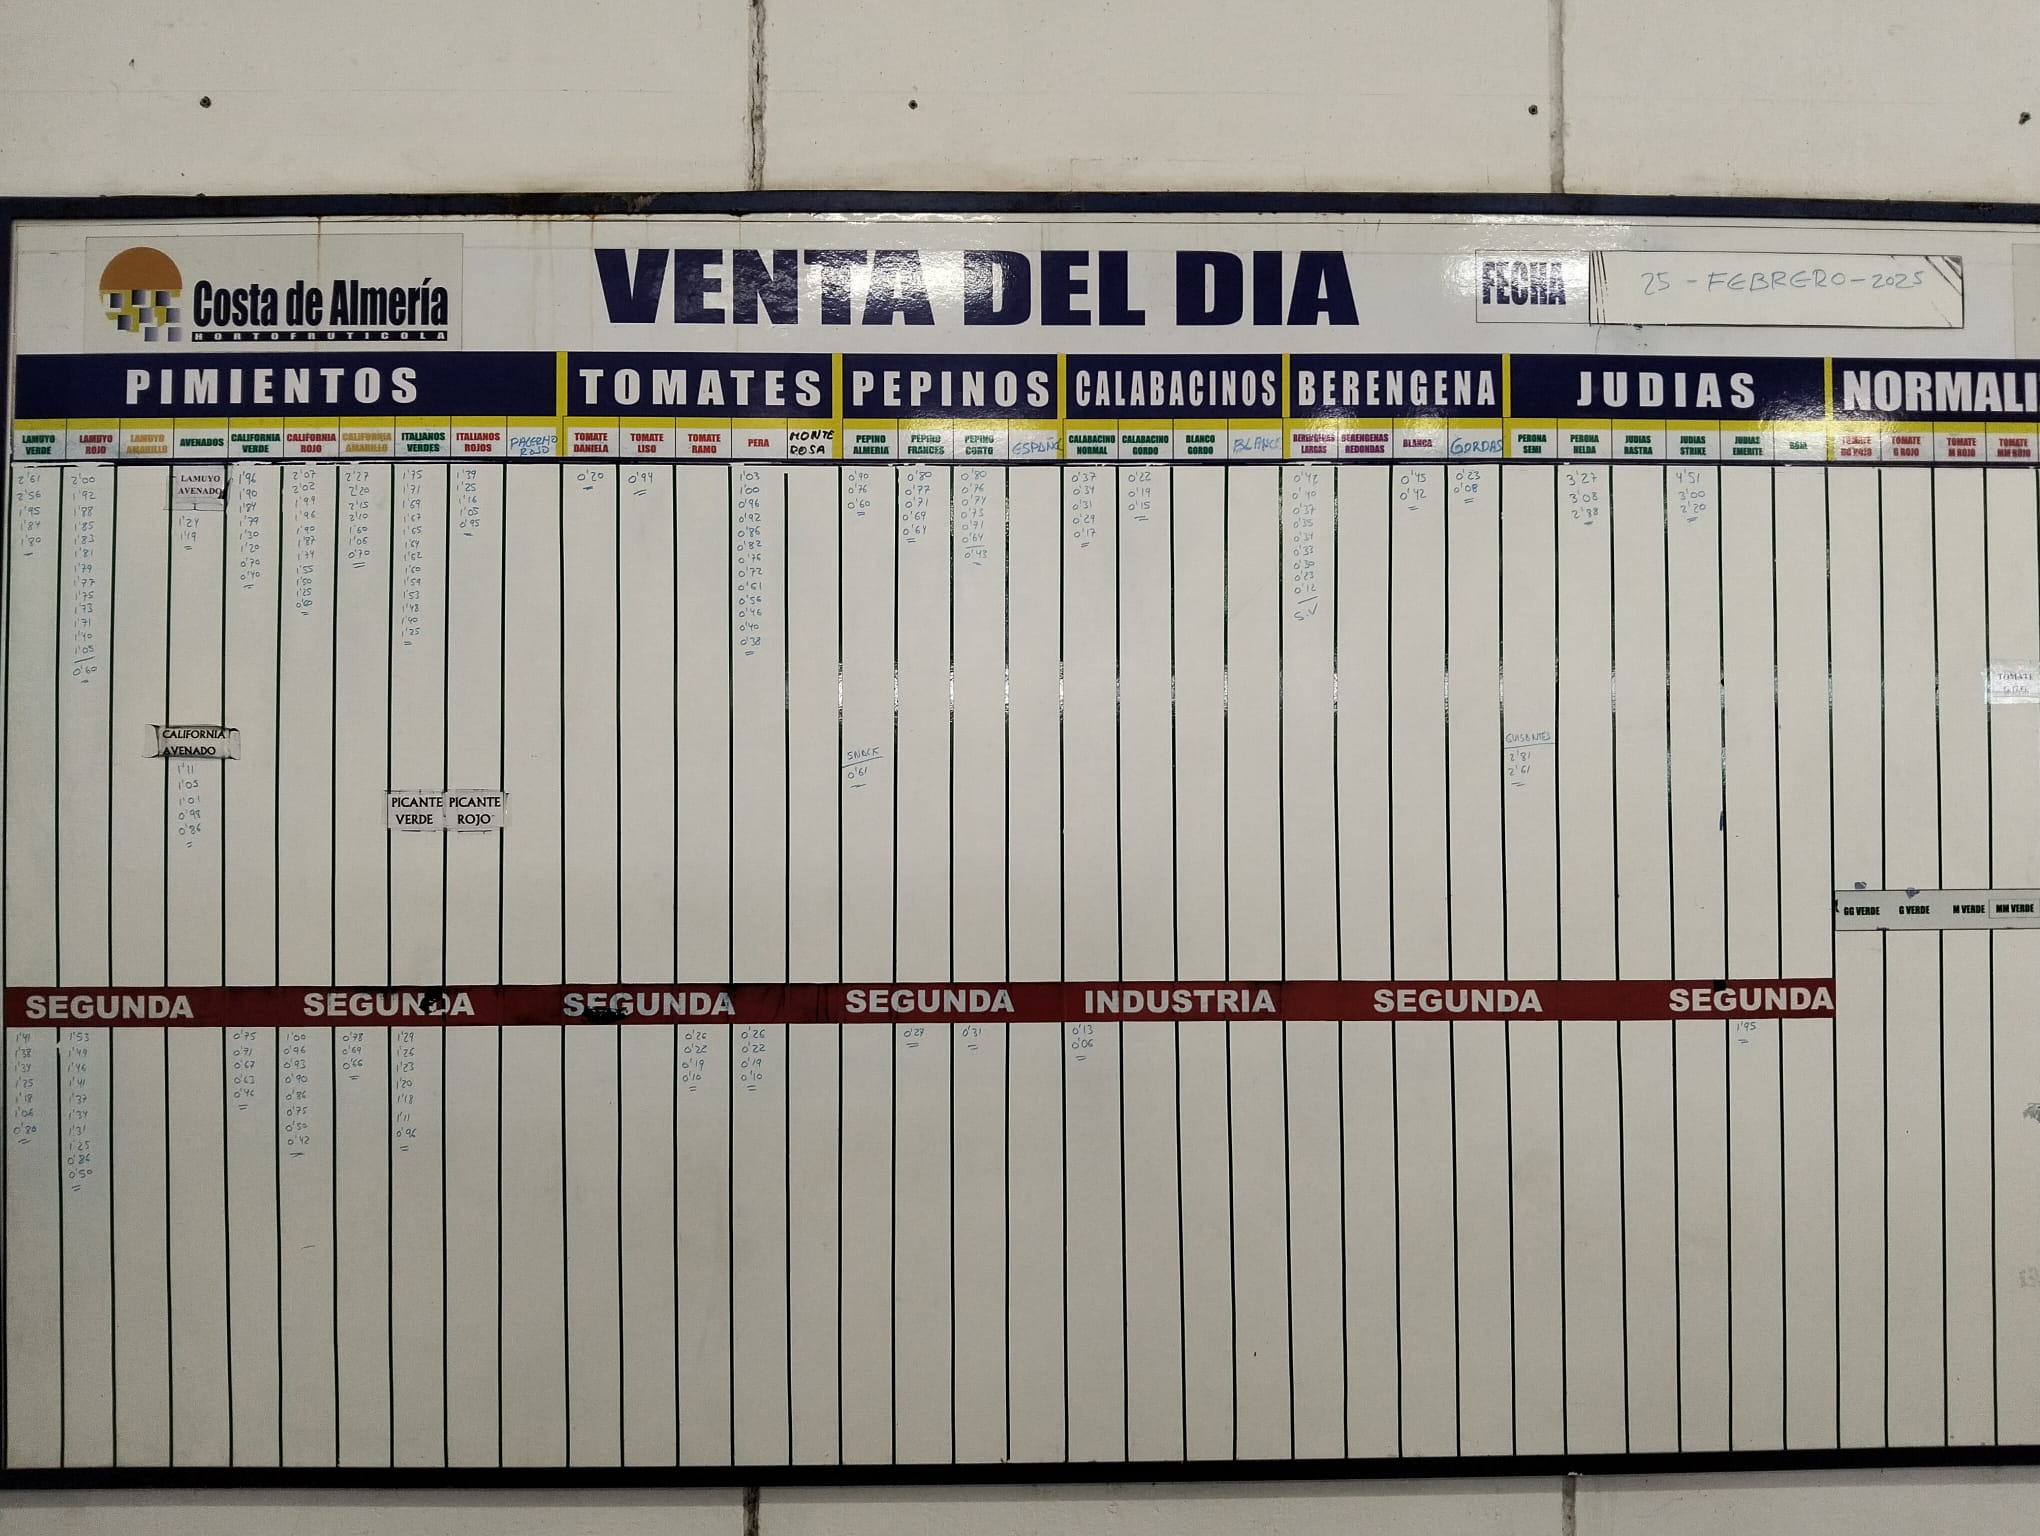 Costa de Almería
HORTOFRUTICOLA
VENTA DEL DIA
FECHA
25 - FEBRERO - 2025
PIMIENTOS
TOMATES
PEPINOS
CALABACINOS
BERENGENA
JUDIAS
NORMALI
LAMUYO VERDE
2'61
2'56
1'95
1'84
1'80
LAMUYO ROJO
2'00
1'92
1'88
1'85
1'83
1'81
1'79
1'77
1'75
1'73
1'71
1'40
1'05
0'60
LAMUYO AMARILLO
AVENADOS
LAMUYO
AVENADO
1'24
1'19
CALIFORNIA
AVENADO
1'11
1'05
1'01
0'98
0'86
CALIFORNIA VERDE
1'96
1'90
1'84
1'79
1'30
1'20
0'70
0'40
CALIFORNIA ROJO
2'07
2'02
1'99
1'96
1'90
1'87
1'74
1'55
1'50
1'25
0'60
CALIFORNIA AMARILLO
2'27
2'20
2'15
2'10
1'60
1'05
0'70
ITALIANOS VERDES
1'75
1'71
1'69
1'67
1'65
1'64
1'62
1'60
1'59
1'53
1'48
1'40
1'25
PICANTE
VERDE
ITALIANOS ROJOS
1'39
1'25
1'16
1'05
0'95
PICANTE
ROJO
PALERMO ROJO
TOMATE DANIELA
0'20
TOMATE LISO
0'94
TOMATE RAMO
PERA
1'03
1'00
0'96
0'92
0'86
0'82
0'76
0'72
0'61
0'56
0'46
0'40
0'38
MONTE ROSA
PEPINO ALMERIA
0'90
0'76
0'60
SNACK
0'61
PEPINO FRANCES
0'80
0'77
0'71
0'69
0'64
PEPINO CORTO
0'80
0'76
0'74
0'73
0'71
0'64
0'43
ESPAÑOL
CALABACINO NORMAL
0'37
0'34
0'31
0'29
0'17
CALABACINO GORDO
0'22
0'19
0'15
BLANCO GORDO
BLANCO
BERENGENAS LARGAS
0'42
0'40
0'37
0'35
0'34
0'33
0'30
0'23
0'12
S.V
BERENGENAS REDONDAS
BLANCA
0'45
0'42
GORDAS
0'23
0'08
PERONA SEMI
GUISANTES
2'81
2'61
PERONA HELDA
3'27
3'08
2'88
JUDIAS RASTRA
JUDIAS STRIKE
4'51
3'00
2'20
JUDIAS EMERITE
TOMATE GG ROJO
TOMATE G ROJO
TOMATE M ROJO
TOMATE MM ROJO
TOMATE
GG VERDE
G VERDE
M VERDE
MM VERDE
SEGUNDA
SEGUNDA
SEGUNDA
SEGUNDA
INDUSTRIA
SEGUNDA
SEGUNDA
1'41
1'38
1'34
1'25
1'18
1'06
0'80
1'53
1'49
1'46
1'41
1'37
1'34
1'31
1'25
0'86
0'50
0'75
0'71
0'67
0'63
0'46
1'00
0'96
0'93
0'90
0'86
0'75
0'50
0'42
0'78
0'69
0'66
1'29
1'26
1'23
1'20
1'18
1'11
0'96
0'26
0'22
0'19
0'10
0'26
0'22
0'19
0'10
0'27
0'31
0'13
0'06
1'95